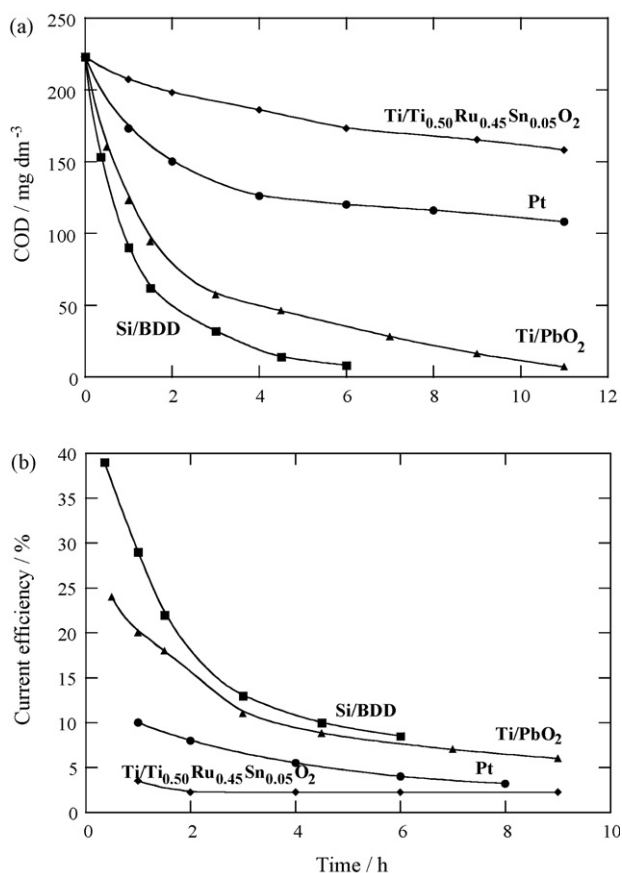 (a)
250
200
150
100
50
0
COD / mg dm⁻³
Ti/Ti₀.₅₀Ru₀.₄₅Sn₀.₀₅O₂
Pt
Si/BDD
Ti/PbO₂
0 2 4 6 8 10 12
(b)
40
35
30
25
20
15
10
5
0
Current efficiency / %
Si/BDD
Ti/PbO₂
Pt
Ti/Ti₀.₅₀Ru₀.₄₅Sn₀.₀₅O₂
0 2 4 6 8 10
Time / h